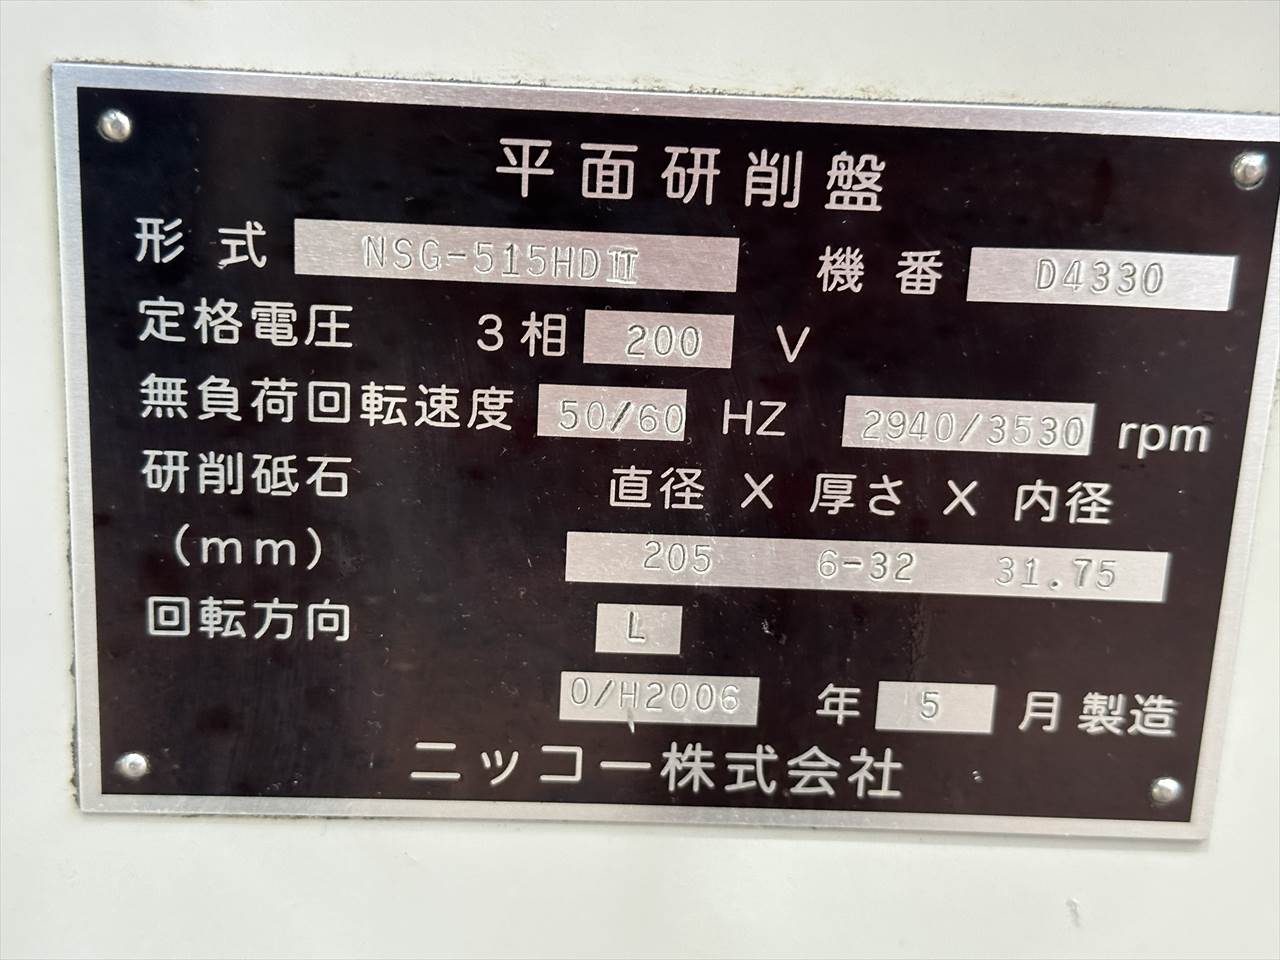 平面研削盤
形式 NSG-515HDⅡ 機番 D4330
定格電圧 3相 200 V
無負荷回転速度 50/60 HZ 2940/3530 rpm
研削砥石 直径 X 厚さ X 内径
(mm) 205 6-32 31.75
回転方向 L
O/H2006 年 5 月 製造
ニッコー株式会社